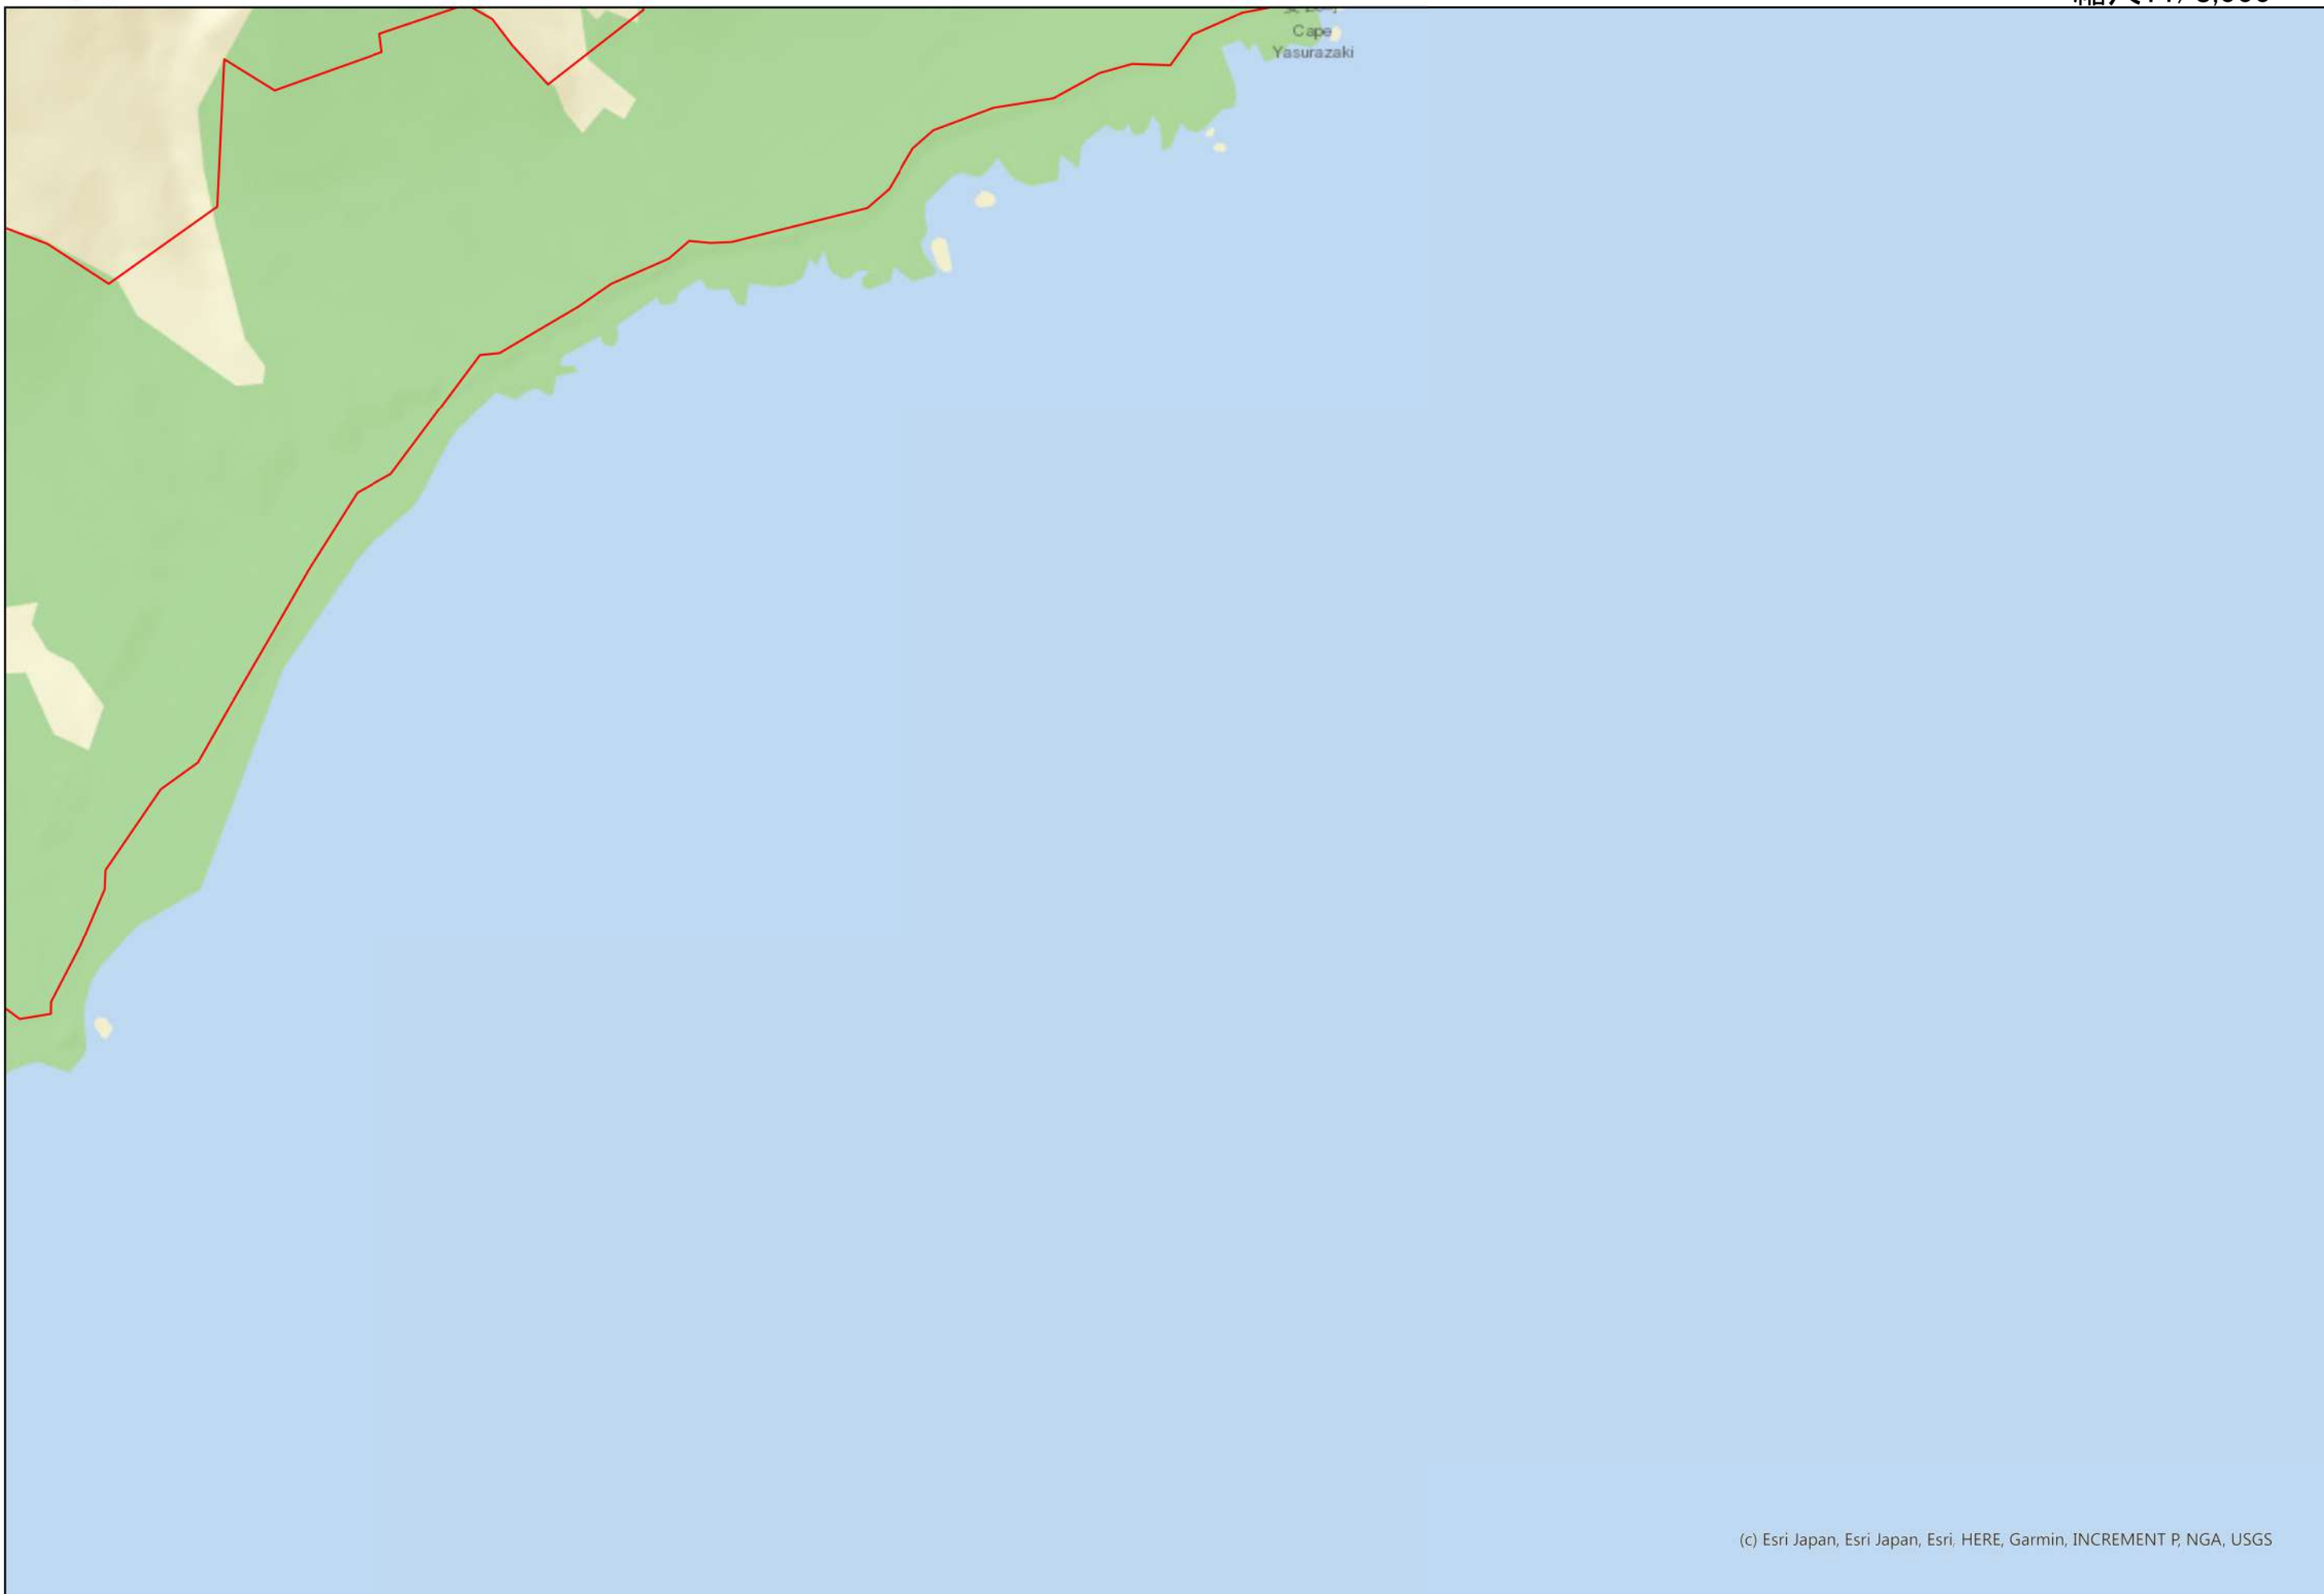 Cape
Yasurazaki
(c) Esri Japan, Esri Japan, Esri, HERE, Garmin, INCREMENT P, NGA, USGS